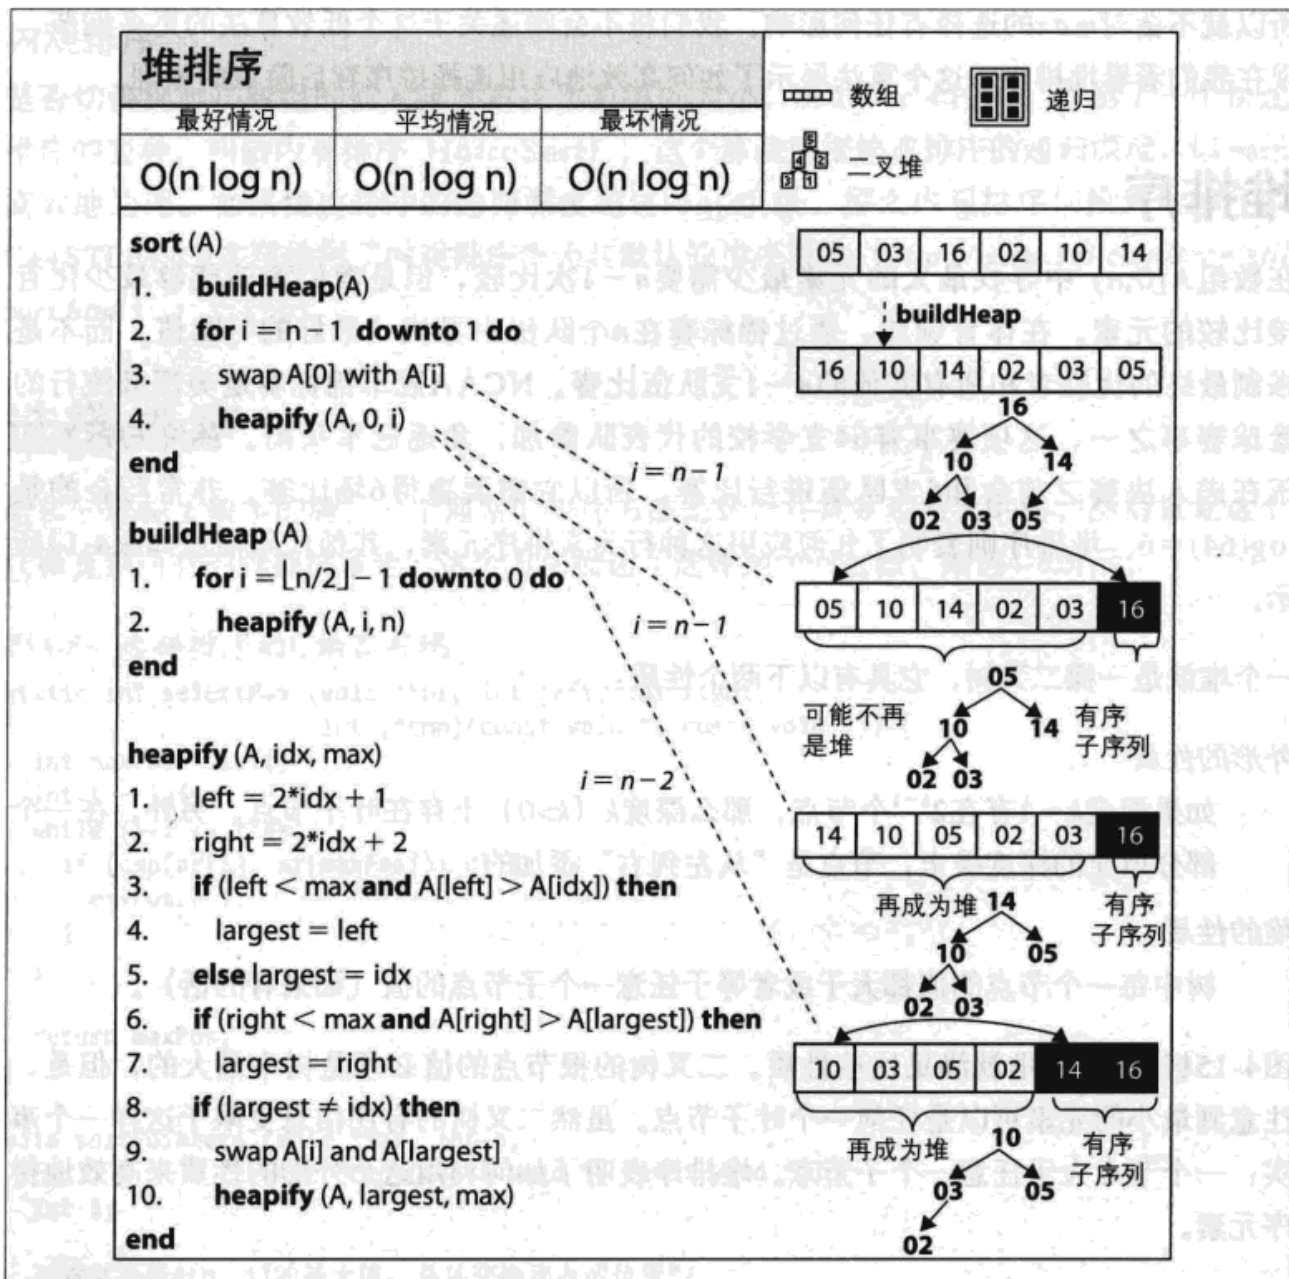 堆排序
最好情况 平均情况 最坏情况
O(n log n) O(n log n) O(n log n)
数组 递归
5
4 2
3 1
二叉堆
sort (A)
1. buildHeap(A)
2. for i = n − 1 downto 1 do
3. swap A[0] with A[i]
4. heapify (A, 0, i)
end
buildHeap (A)
1. for i = ⌊n/2⌋ − 1 downto 0 do
2. heapify (A, i, n)
end
heapify (A, idx, max)
1. left = 2*idx + 1
2. right = 2*idx + 2
3. if (left < max and A[left] > A[idx]) then
4. largest = left
5. else largest = idx
6. if (right < max and A[right] > A[largest]) then
7. largest = right
8. if (largest ≠ idx) then
9. swap A[i] and A[largest]
10. heapify (A, largest, max)
end
05 03 16 02 10 14
buildHeap
16 10 14 02 03 05
16
10 14
02 03 05
i = n − 1
05 10 14 02 03 16
i = n − 1
05
可能不再
是堆
10 14
有序
子序列
02 03
i = n − 2
14 10 05 02 03 16
再成为堆 14
有序
子序列
10 05
02 03
10 03 05 02 14 16
再成为堆
10
有序
子序列
03 05
02